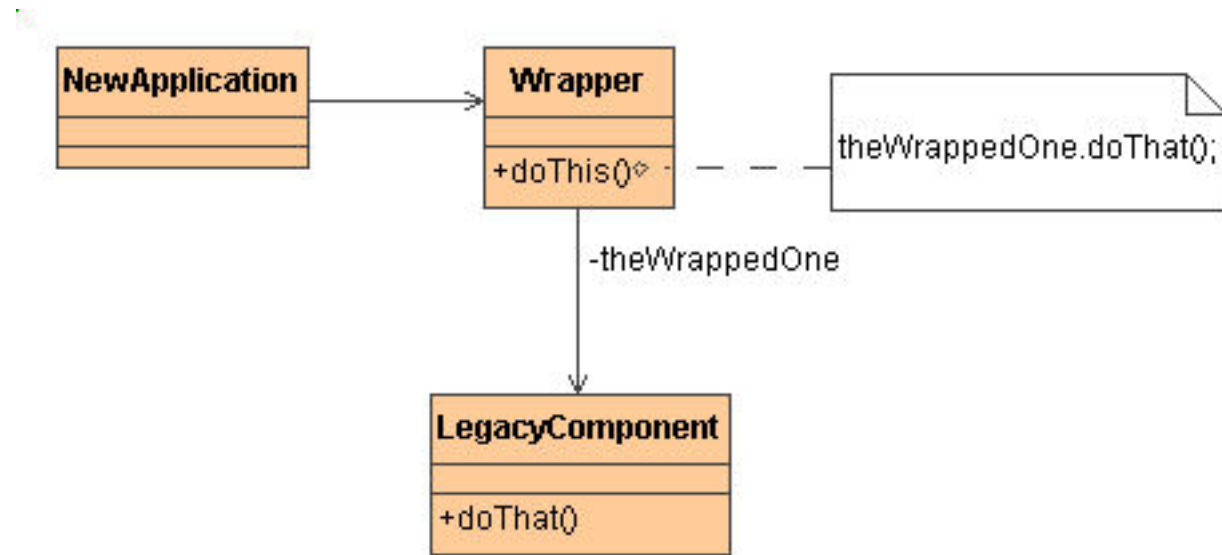 NewApplication
Wrapper
+doThis()
theWrappedOne.doThat();
-theWrappedOne
LegacyComponent
+doThat()